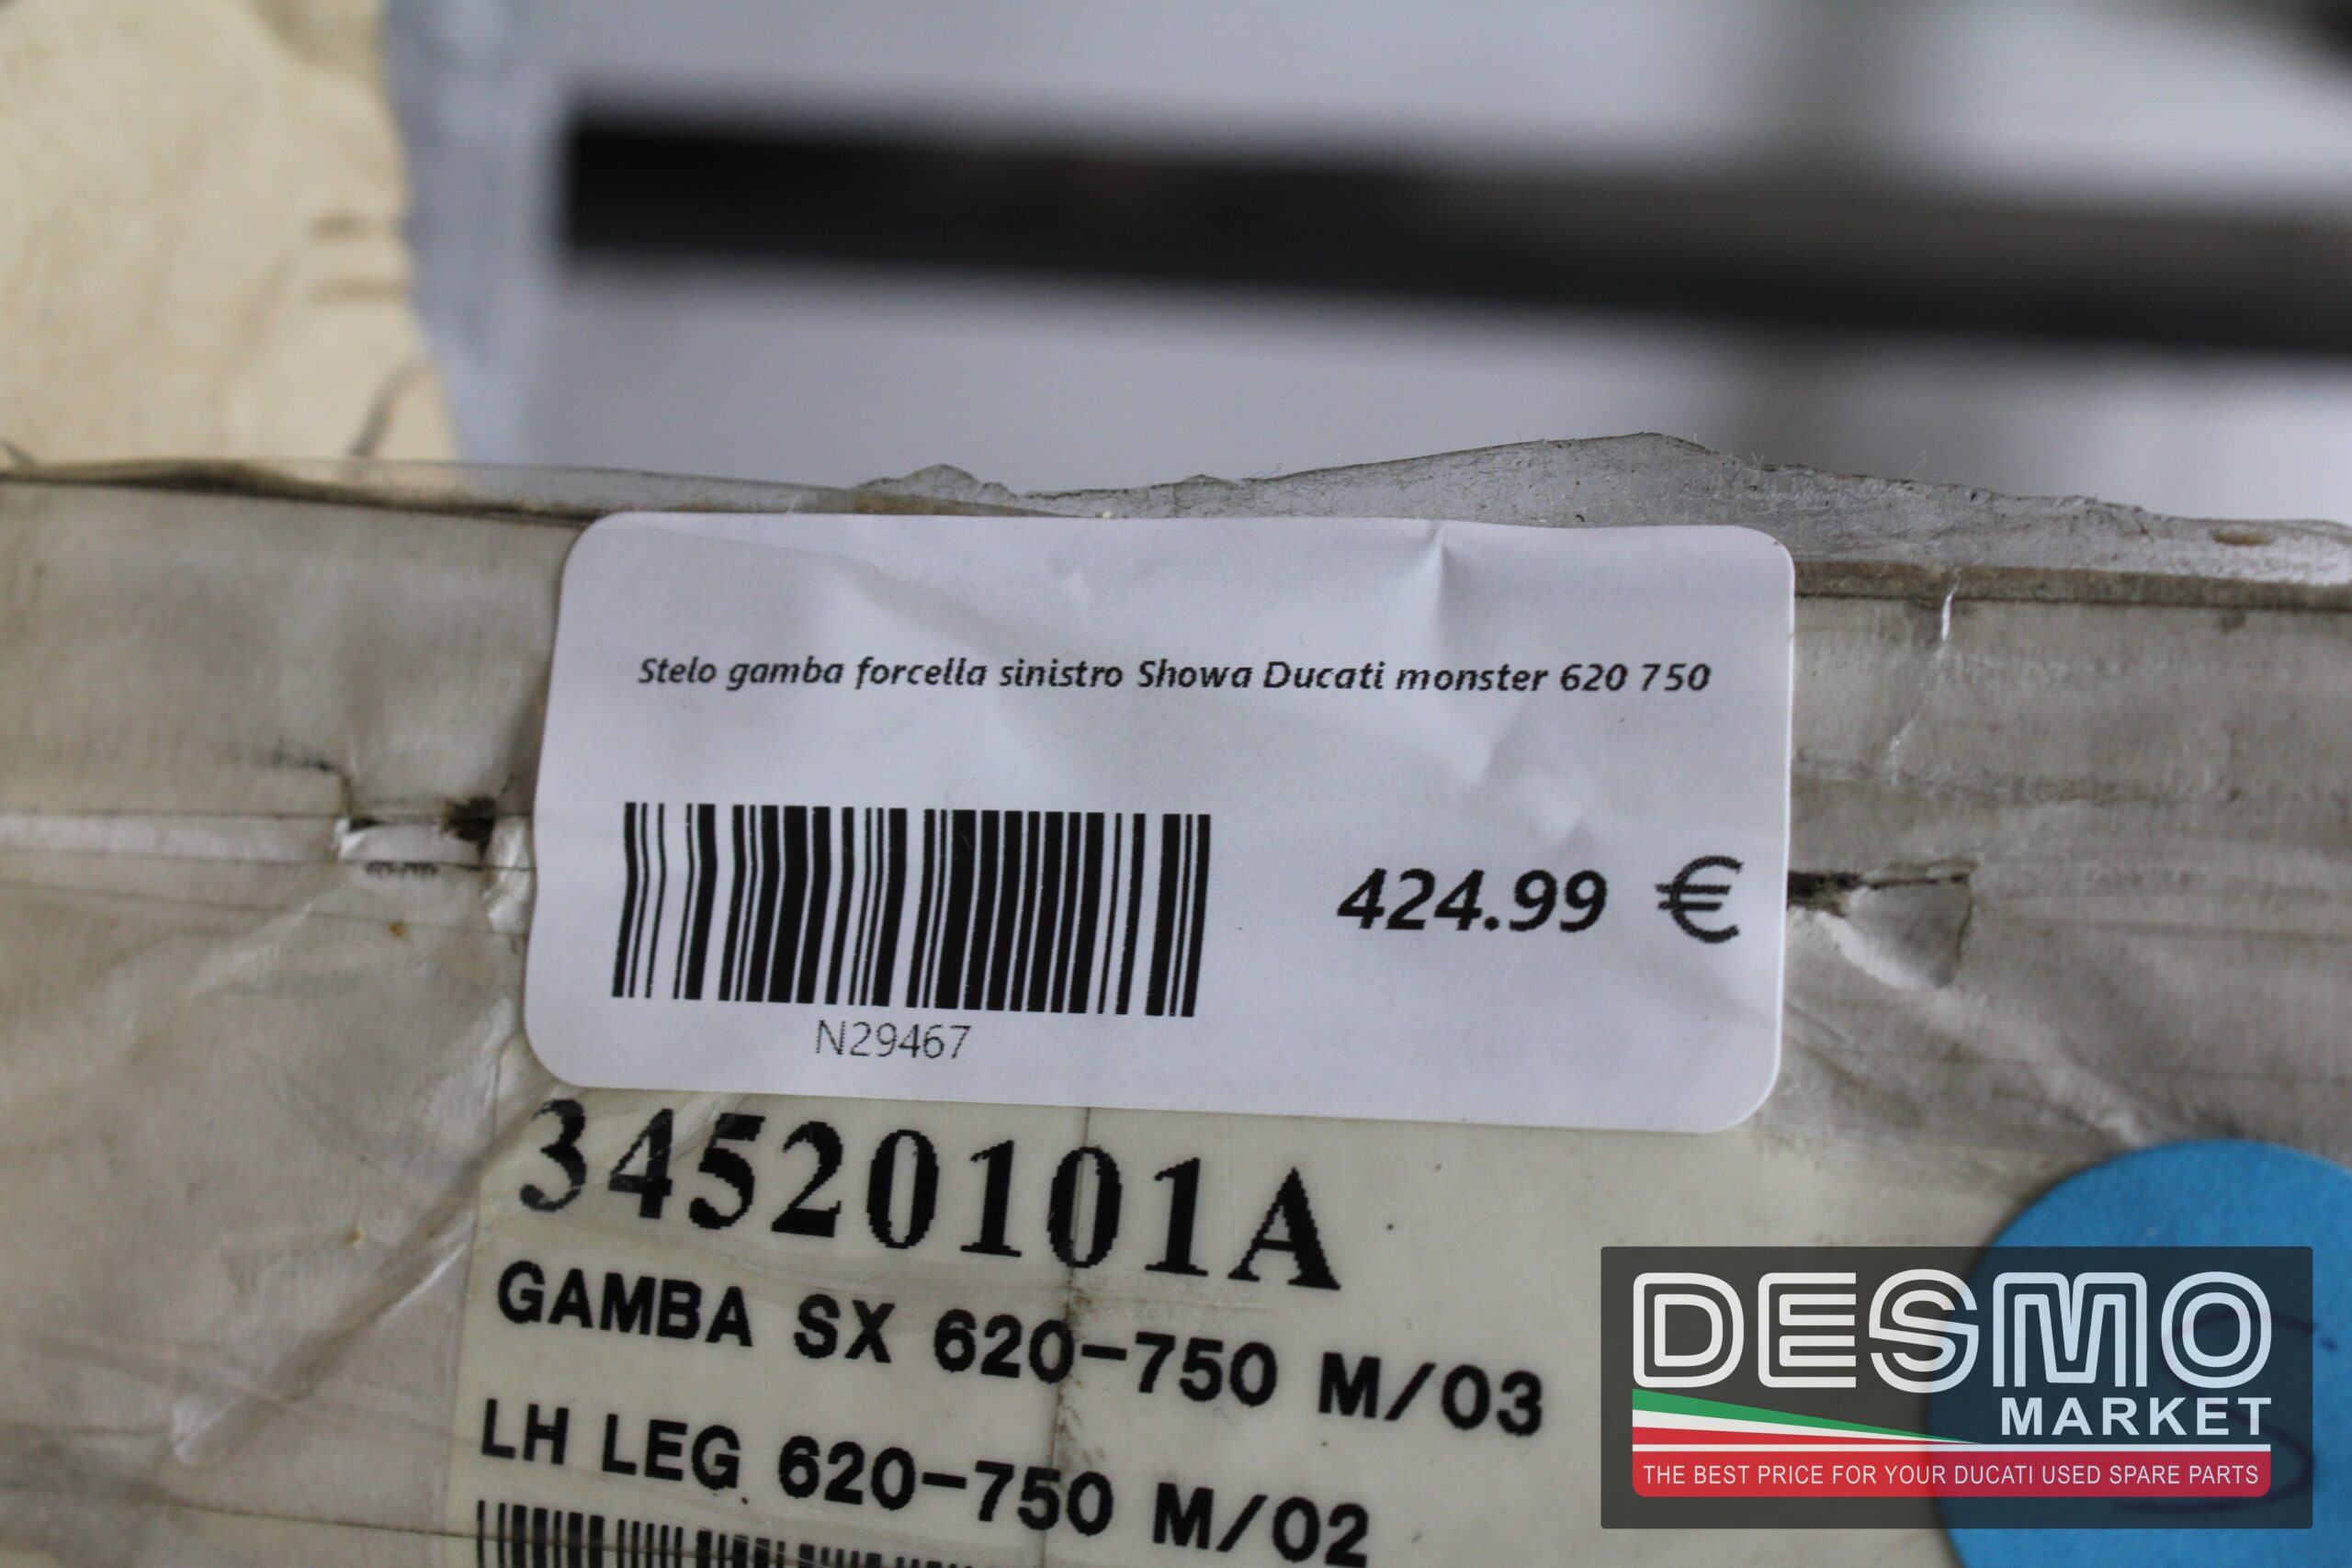 Stelo gamba forcella sinistro Showa Ducati monster 620 750
424.99 €
N29467
34520101A
GAMBA SX 620-750 M/03
LH LEG 620-750 M/02
DESMO
MARKET
THE BEST PRICE FOR YOUR DUCATI USED SPARE PARTS